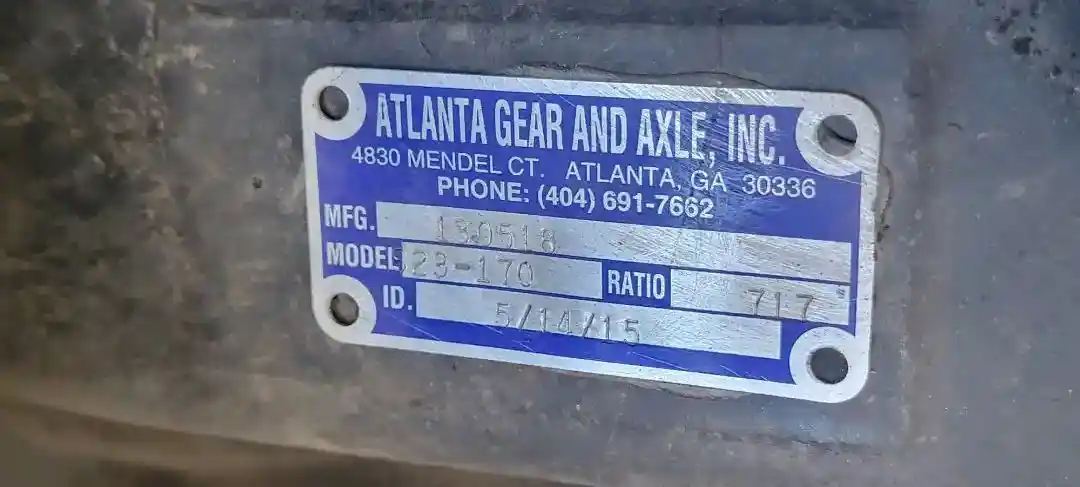 ATLANTA GEAR AND AXLE, INC.
4830 MENDEL CT. ATLANTA, GA 30336
PHONE: (404) 691-7662
MFG. 130518
MODEL 23-170 RATIO 717
ID. 5/14/15